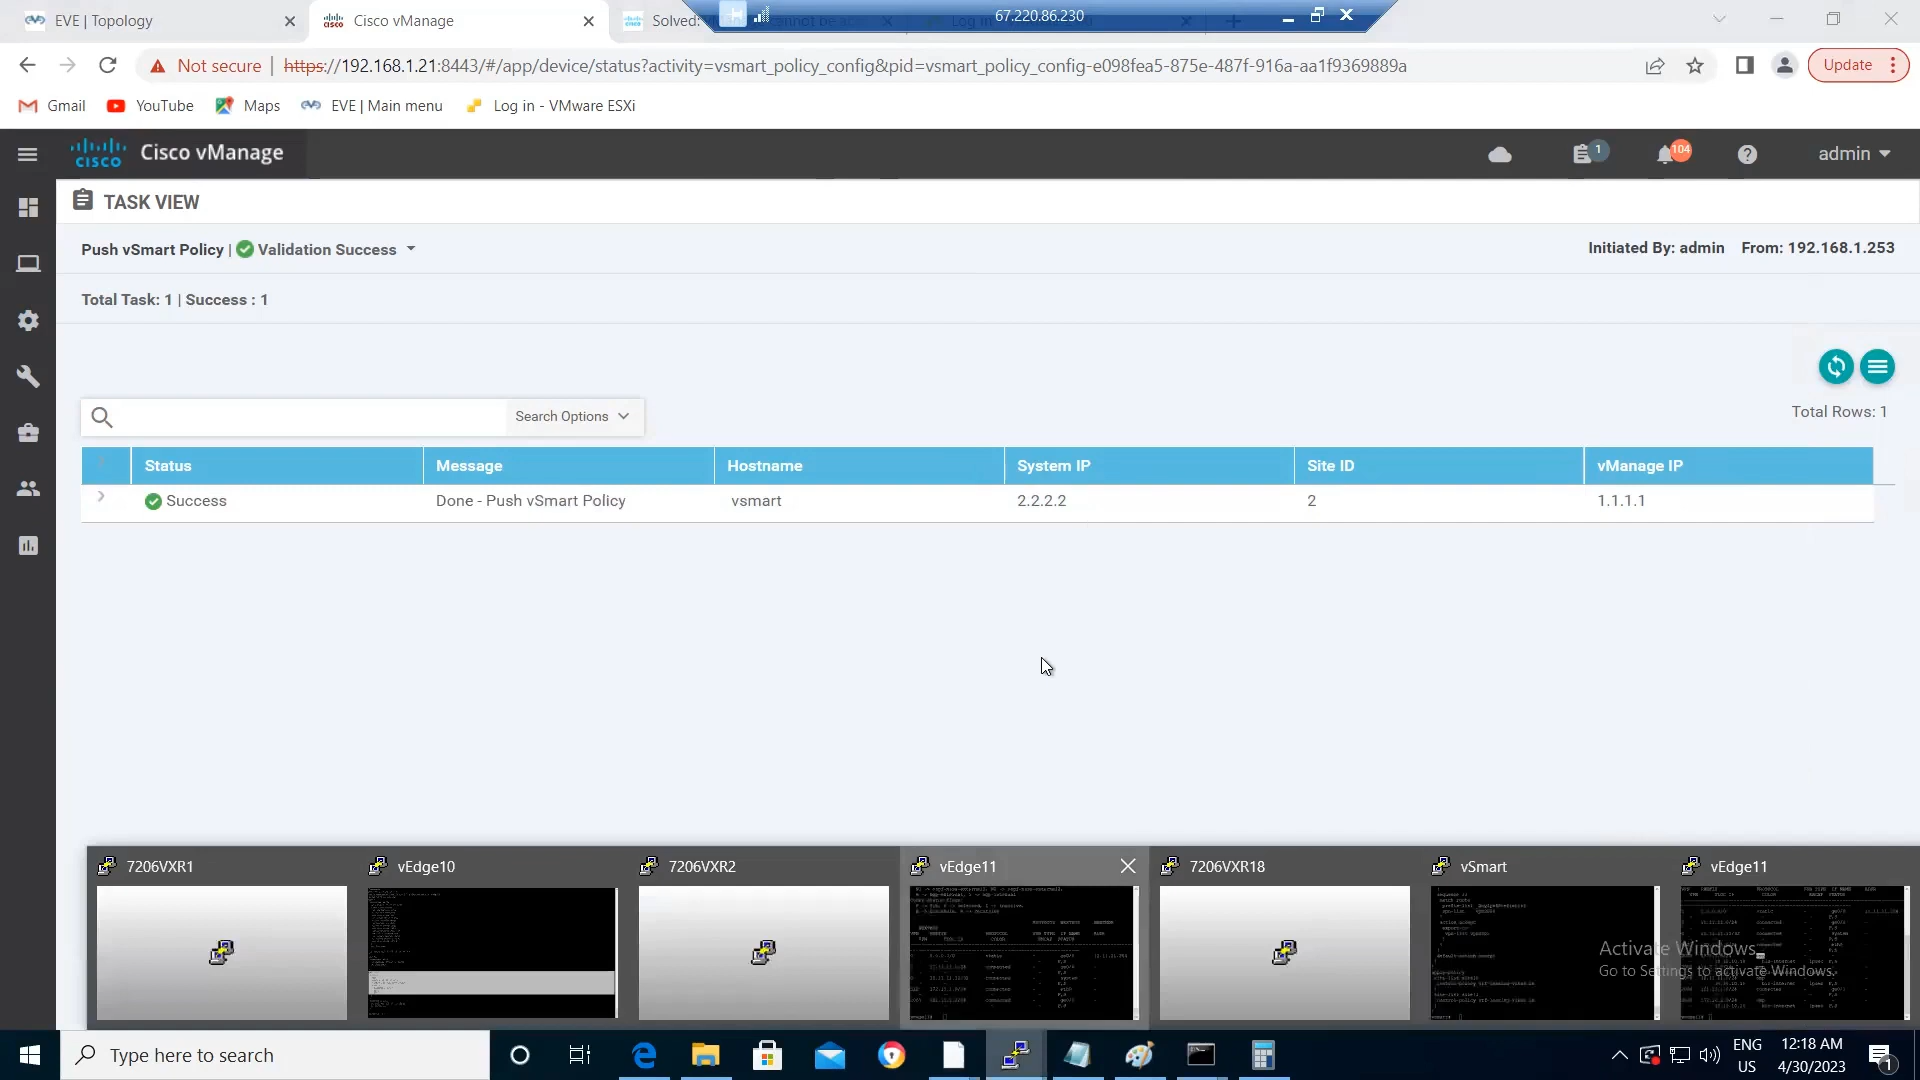 EVE | Topology
Cisco vManage
Solved:
67.220.86.230
Not secure | https://192.168.1.21:8443/#/app/device/status?activity=vsmart_policy_config&pid=vsmart_policy_config-e098fea5-875e-487f-916a-aa1f9369889a
Update
Gmail
YouTube
Maps
EVE | Main menu
Log in - VMware ESXi
cisco
Cisco vManage
1
104
admin
TASK VIEW
Push vSmart Policy | Validation Success
Initiated By: admin From: 192.168.1.253
Total Task: 1 | Success : 1
Search Options
Total Rows: 1
Status Message Hostname System IP Site ID vManage IP
Success Done - Push vSmart Policy vsmart 2.2.2.2 2 1.1.1.1
7206VXR1
vEdge10
7206VXR2
vEdge11
7206VXR18
vSmart
vEdge11
Activate Windows
Go to Settings to activate Windows.
Type here to search
ENG
US
12:18 AM
4/30/2023
1